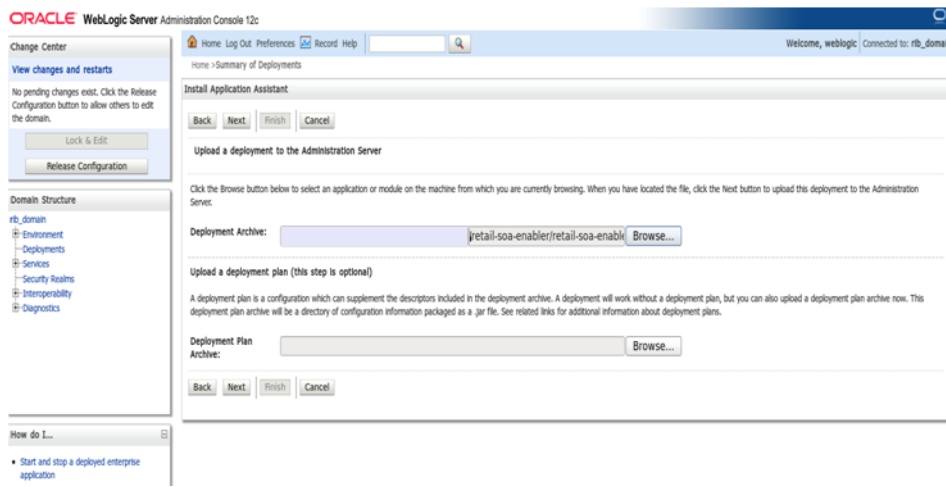 ORACLE WebLogic Server Administration Console 12c
Change Center
View changes and restarts
No pending changes exist. Click the Release
Configuration button to allow others to edit
the domain.
Lock & Edit
Release Configuration
Domain Structure
rib_domain
Environment
Deployments
Services
Security Realms
Interoperability
Diagnostics
How do I...
• Start and stop a deployed enterprise
application
Home Log Out Preferences Record Help
Welcome, weblogic Connected to: rib_domai
Home >Summary of Deployments
Install Application Assistant
Back Next Finish Cancel
Upload a deployment to the Administration Server
Click the Browse button below to select an application or module on the machine from which you are currently browsing. When you have located the file, click the Next button to upload this deployment to the Administration
Server.
Deployment Archive: /retail-soa-enabler/retail-soa-enable Browse...
Upload a deployment plan (this step is optional)
A deployment plan is a configuration which can supplement the descriptors included in the deployment archive. A deployment will work without a deployment plan, but you can also upload a deployment plan archive now. This
deployment plan archive will be a directory of configuration information packaged as a .jar file. See related links for additional information about deployment plans.
Deployment Plan
Archive: Browse...
Back Next Finish Cancel